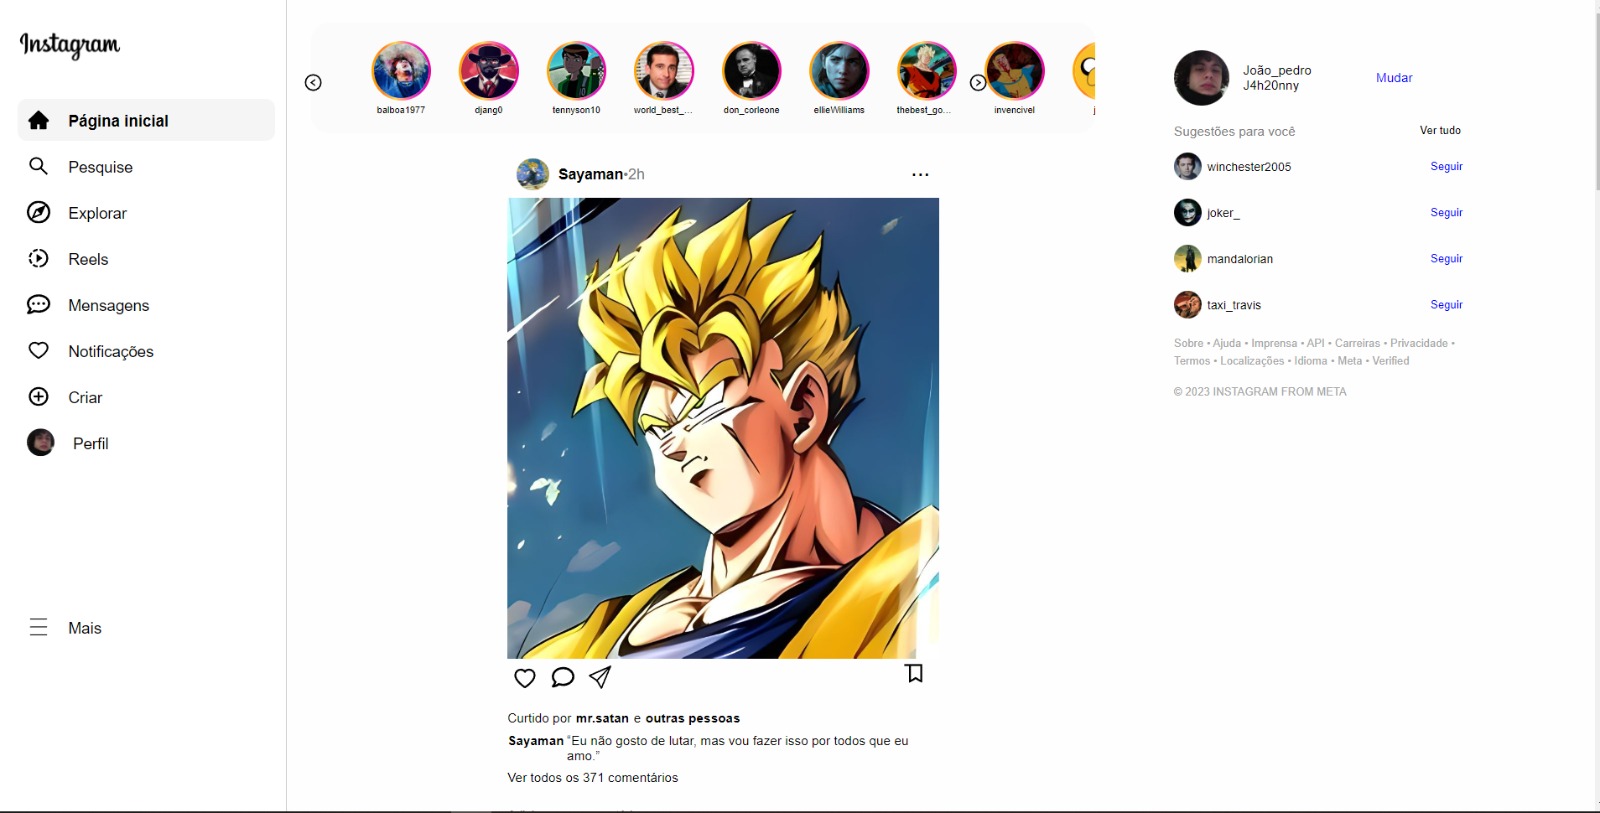 Instagram
Página inicial
Pesquise
Explorar
Reels
Mensagens
Notificações
Criar
Perfil
Mais
balboa1977
djang0
tennyson10
world_best_...
don_corleone
ellieWilliams
thebest_go...
invencivel
j
Sayaman•2h
Curtido por mr.satan e outras pessoas
Sayaman “Eu não gosto de lutar, mas vou fazer isso por todos que eu
amo.”
Ver todos os 371 comentários
João_pedro
J4h20nny
Mudar
Sugestões para você
Ver tudo
winchester2005
Seguir
joker_
Seguir
mandalorian
Seguir
taxi_travis
Seguir
Sobre • Ajuda • Imprensa • API • Carreiras • Privacidade •
Termos • Localizações • Idioma • Meta • Verified
© 2023 INSTAGRAM FROM META